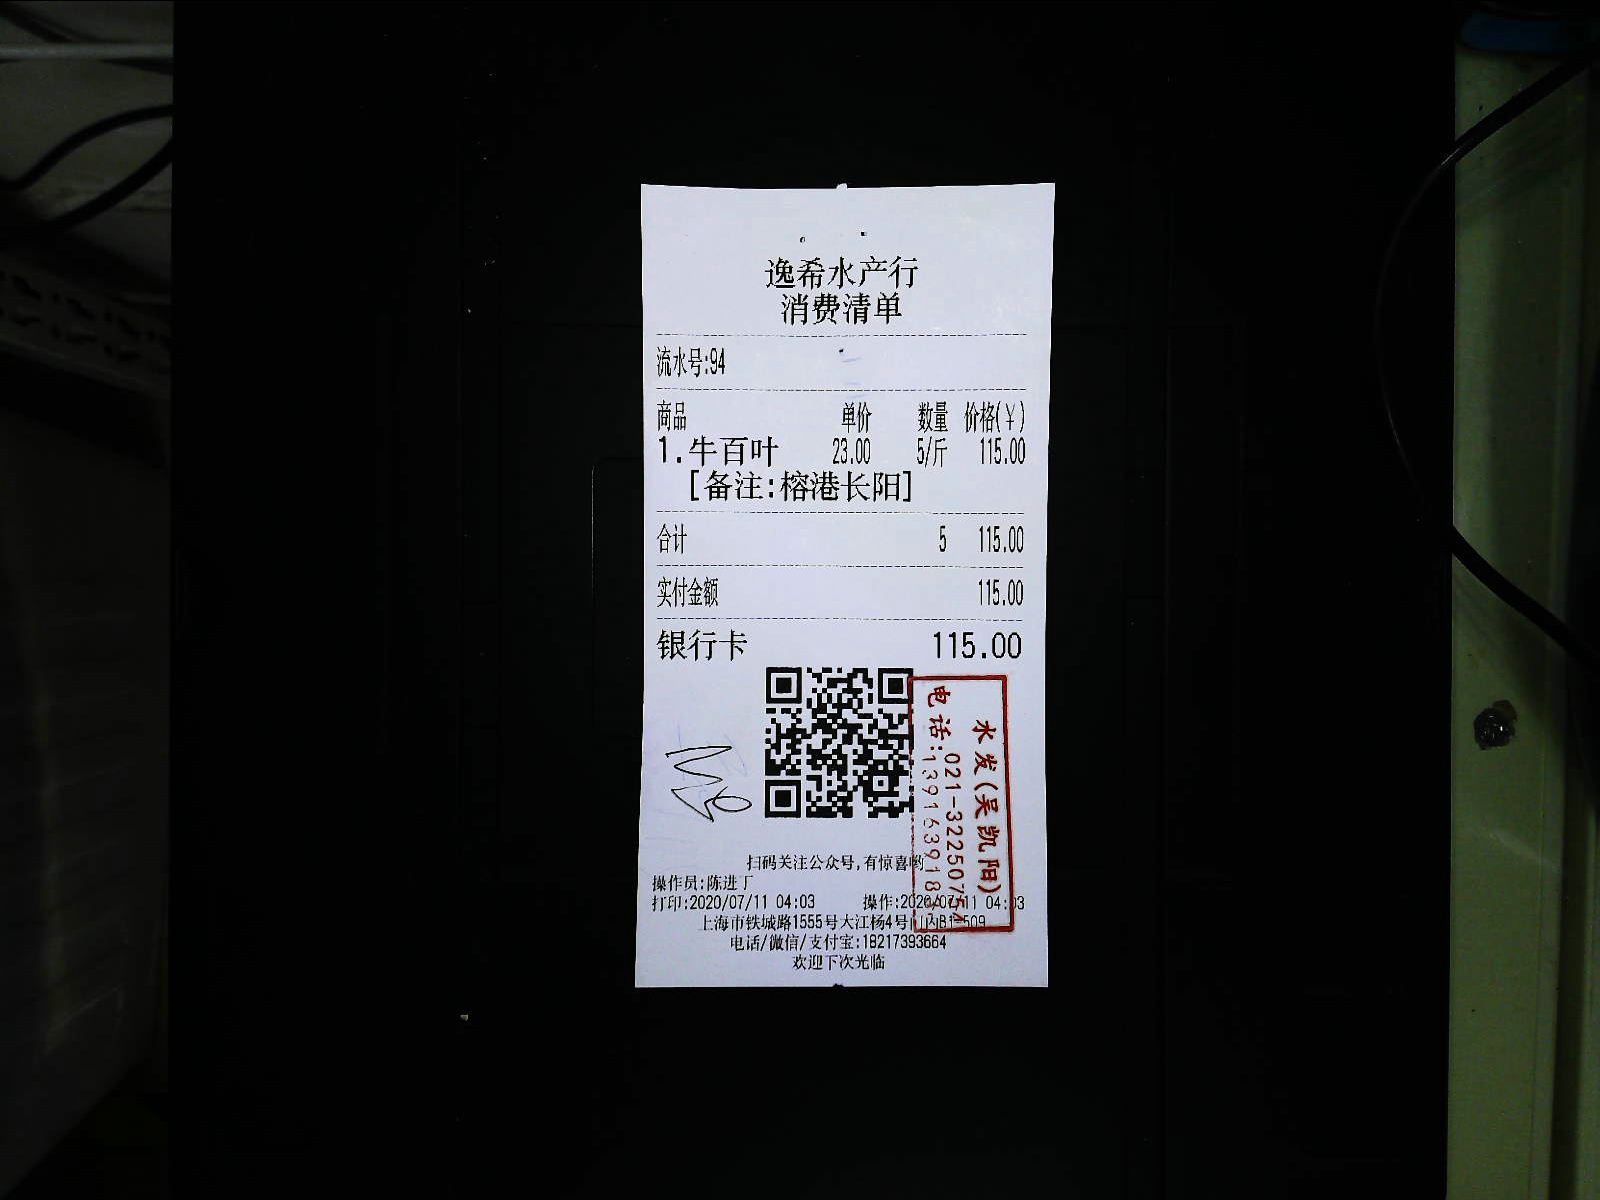 逸希水产行
消费清单
流水号:94
商品 单价 数量 价格(￥)
1.牛百叶 23.00 5/斤 115.00
[备注:榕港长阳]
合计 5 115.00
实付金额 115.00
银行卡 115.00
水发(吴凯阳)
021-32250754
电话:139163918
扫码关注公众号,有惊喜哟
操作员:陈进丁
打印:2020/07/11 04:03 操作:2020/07/11 04:03
上海市铁城路1555号大江杨4号门内B1-509
电话/微信/支付宝:18217393664
欢迎下次光临